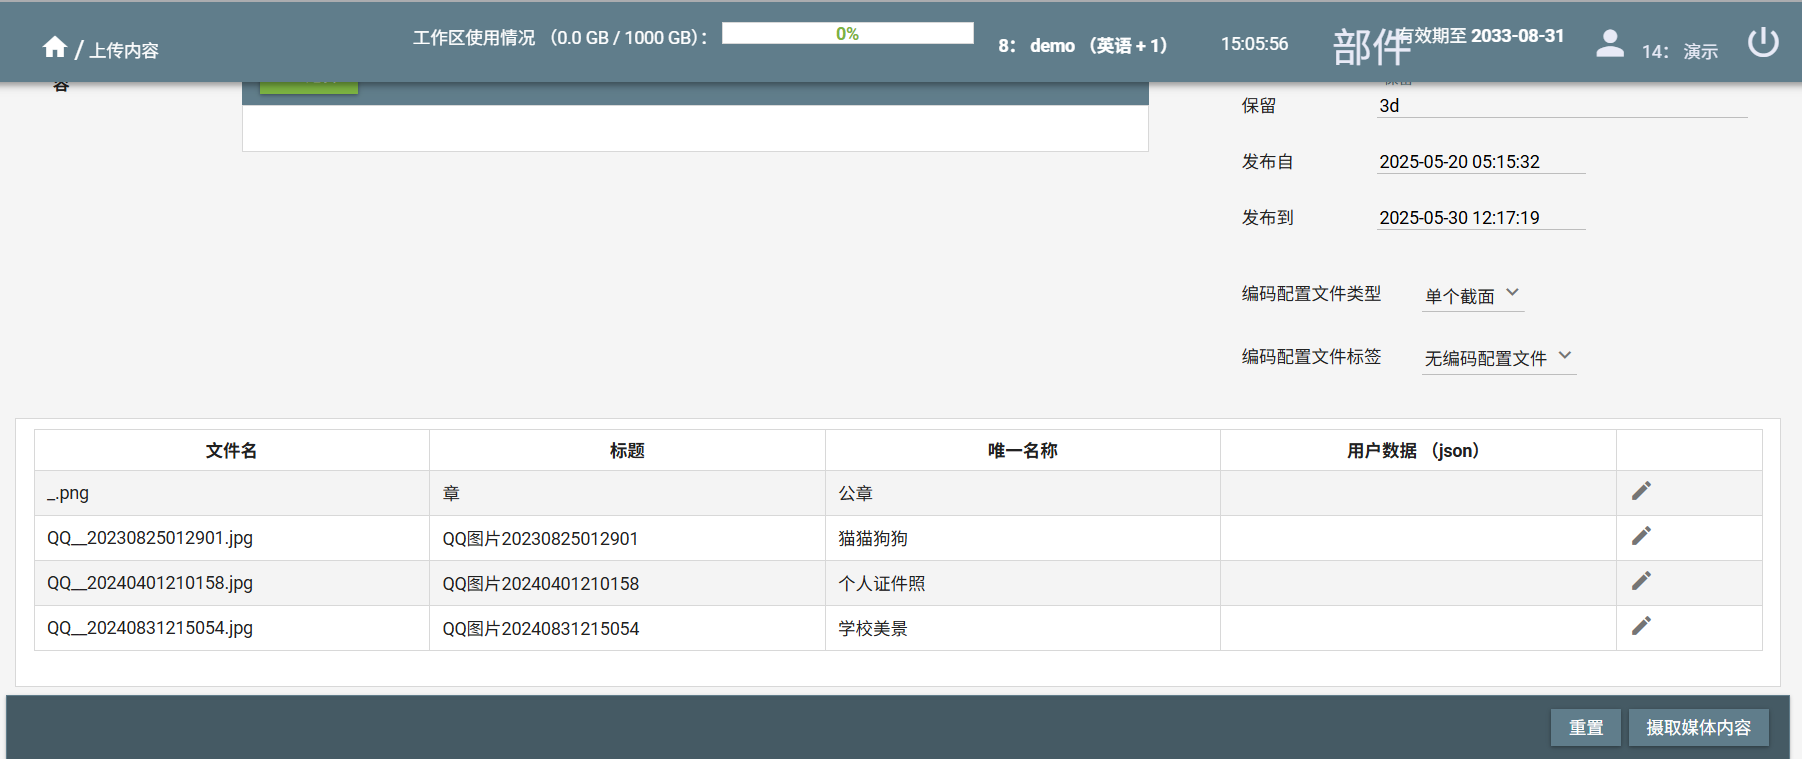 / 上传内容
工作区使用情况 （0.0 GB / 1000 GB）：
0%
8： demo （英语 + 1）
15:05:56
部件
有效期至 2033-08-31
14： 演示
容
保留
保留
3d
发布自
2025-05-20 05:15:32
发布到
2025-05-30 12:17:19
编码配置文件类型
单个截面
编码配置文件标签
无编码配置文件
文件名 标题 唯一名称 用户数据 （json）
_.png 章 公章
QQ__20230825012901.jpg QQ图片20230825012901 猫猫狗狗
QQ__20240401210158.jpg QQ图片20240401210158 个人证件照
QQ__20240831215054.jpg QQ图片20240831215054 学校美景
重置 摄取媒体内容